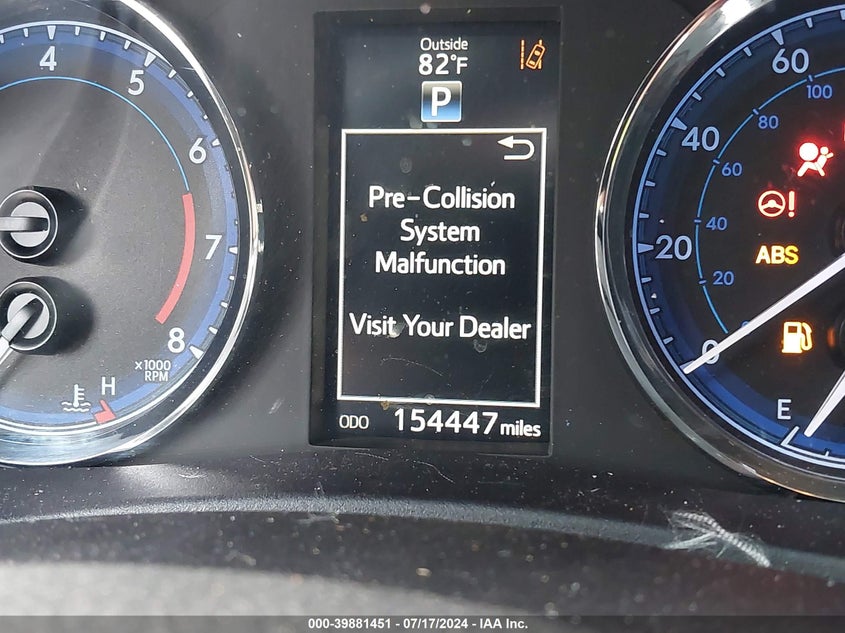 4
5
6
7
8
×1000
RPM
H
Outside
82°F
P
Pre-Collision
System
Malfunction
Visit Your Dealer
ODO 154447 miles
60
100
40
80
60
40
20
20
0
!
ABS
E
000-39881451 - 07/17/2024 - IAA Inc.